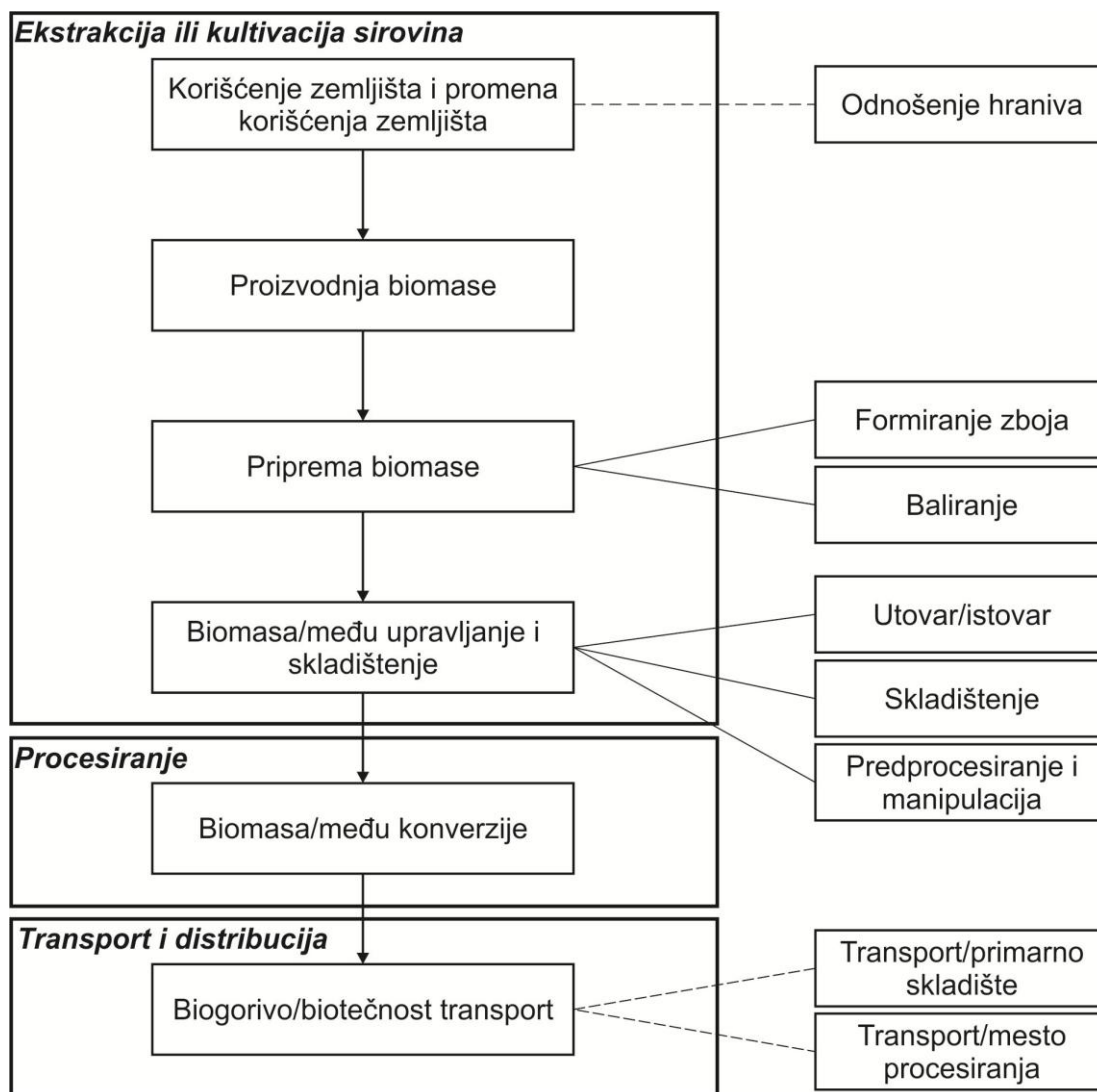 Ekstrakcija ili kultivacija sirovina
Korišćenje zemljišta i promena
korišćenja zemljišta
Odnošenje hraniva
Proizvodnja biomase
Priprema biomase
Formiranje zboja
Baliranje
Biomasa/među upravljanje i
skladištenje
Utovar/istovar
Skladištenje
Predprocesiranje i
manipulacija
Procesiranje
Biomasa/među konverzije
Transport i distribucija
Biogorivo/biotečnost transport
Transport/primarno
skladište
Transport/mesto
procesiranja